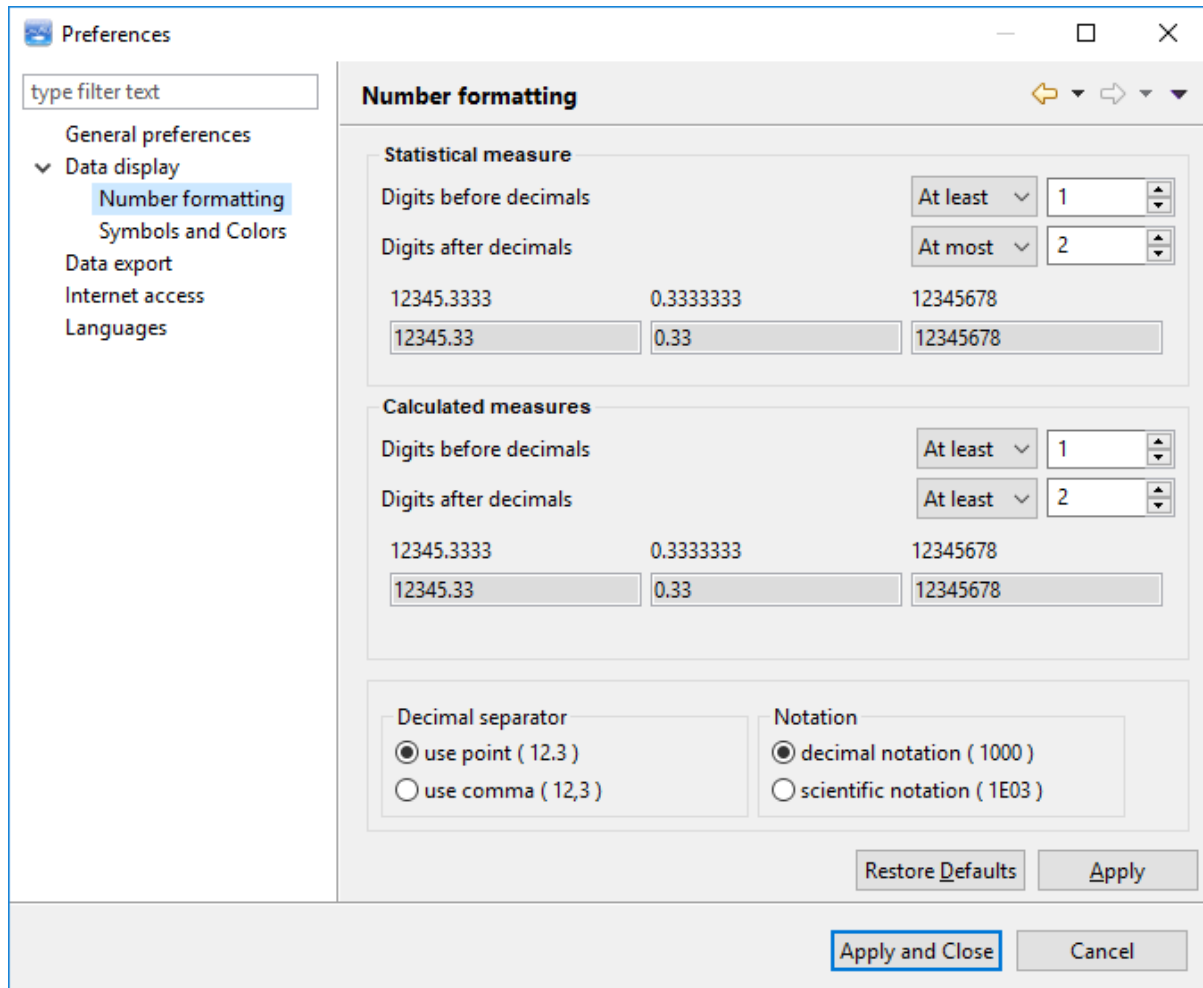 Preferences
type filter text
General preferences
Data display
Number formatting
Symbols and Colors
Data export
Internet access
Languages
Number formatting
Statistical measure
Digits before decimals At least 1
Digits after decimals At most 2
12345.3333 0.3333333 12345678
12345.33 0.33 12345678
Calculated measures
Digits before decimals At least 1
Digits after decimals At least 2
12345.3333 0.3333333 12345678
12345.33 0.33 12345678
Decimal separator
use point ( 12.3 )
use comma ( 12,3 )
Notation
decimal notation ( 1000 )
scientific notation ( 1E03 )
Restore Defaults Apply
Apply and Close Cancel